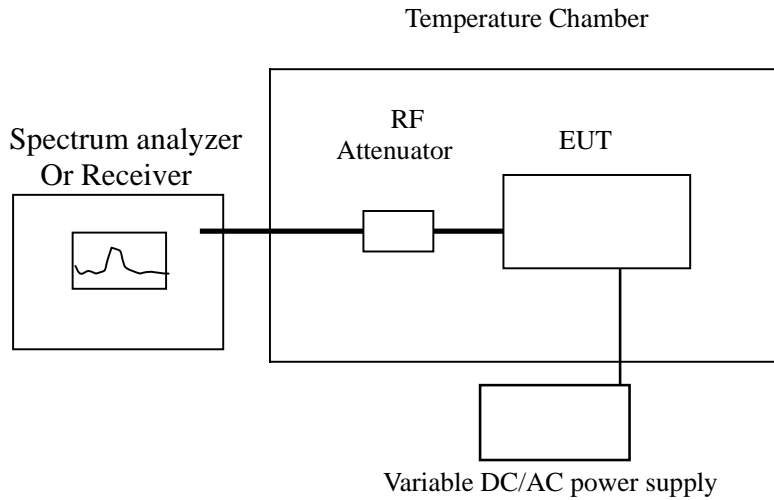 Temperature Chamber
RF
Attenuator
EUT
Spectrum analyzer
Or Receiver
Variable DC/AC power supply